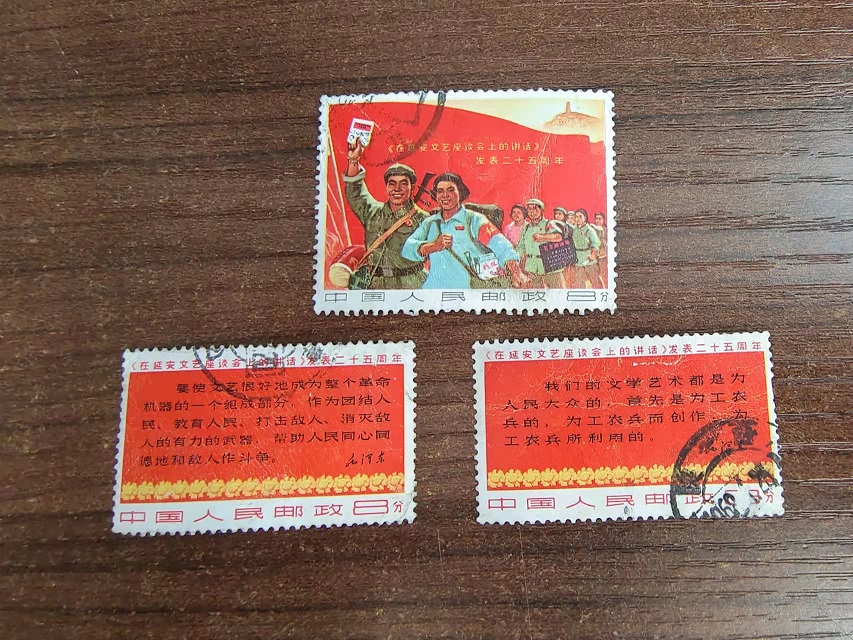 《在延安文艺座谈会上的讲话》
发表二十五周年
中国人民邮政8分
《在延安文艺座谈会上的讲话》发表二十五周年
要使文艺很好地成为整个革命
机器的一个组成部分，作为团结人
民、教育人民、打击敌人、消灭敌
人的有力的武器，帮助人民同心同
德地和敌人作斗争。
毛泽东
中国人民邮政8分
《在延安文艺座谈会上的讲话》发表二十五周年
我们的文学艺术都是为
人民大众的，首先是为工农
兵的，为工农兵而创作，为
工农兵所利用的。
中国人民邮政8分